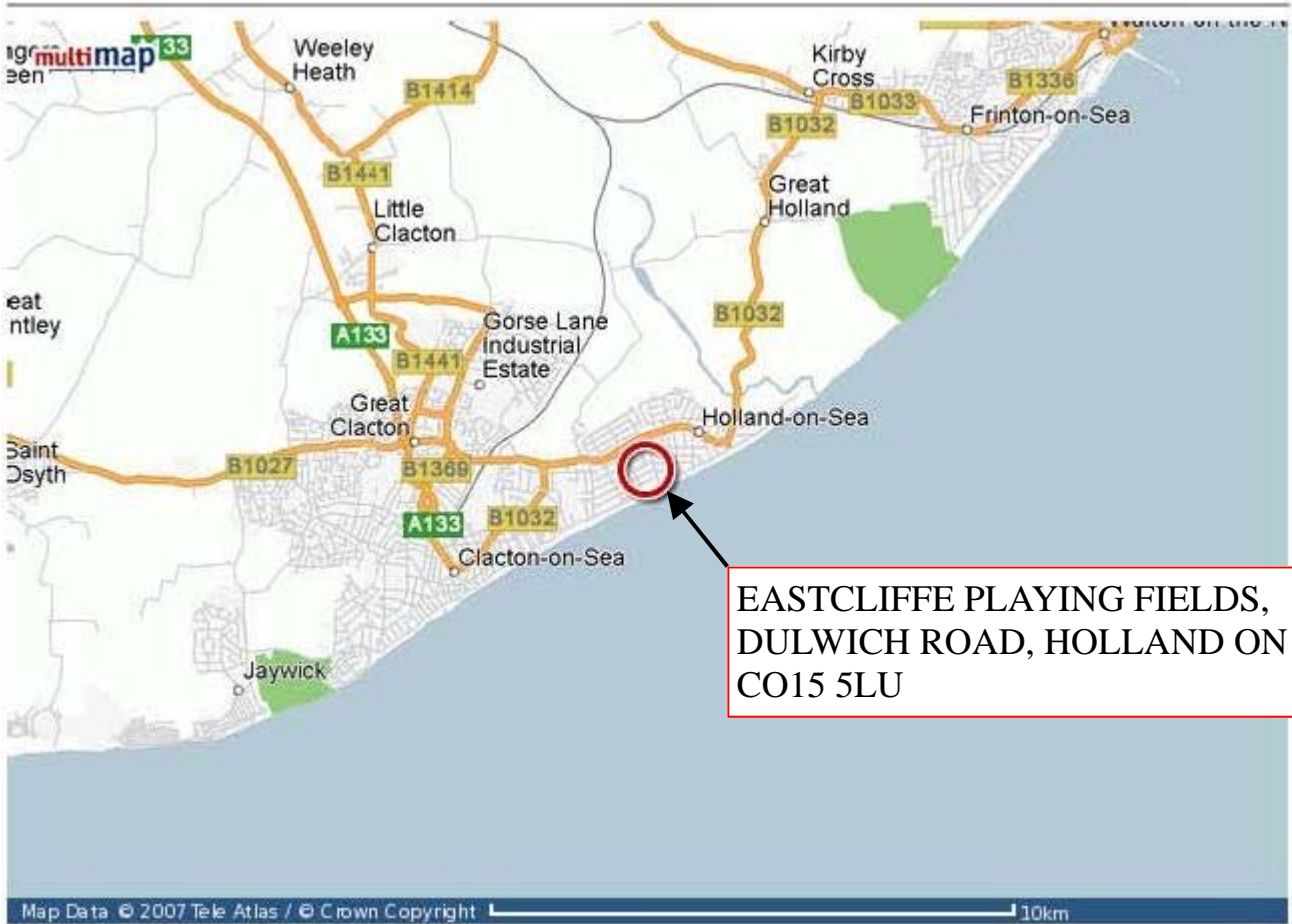 multimap
33
Weeley
Heath
B1414
Kirby
Cross
B1033
B1336
Frinton-on-Sea
B1032
B1441
Great
Holland
Little
Clacton
B1032
A133
Gorse Lane
Industrial
Estate
B1441
Great
Clacton
Holland-on-Sea
Saint
Osyth
B1027
B1369
A133
B1032
Clacton-on-Sea
EASTCLIFFE PLAYING FIELDS,
DULWICH ROAD, HOLLAND ON
CO15 5LU
Jaywick
Map Data © 2007 Tele Atlas / © Crown Copyright
10km